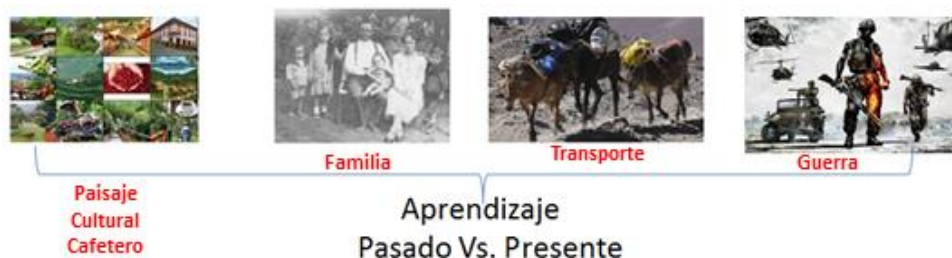 Familia
Transporte
Guerra
Paisaje
Cultural
Cafetero
Aprendizaje
Pasado Vs. Presente